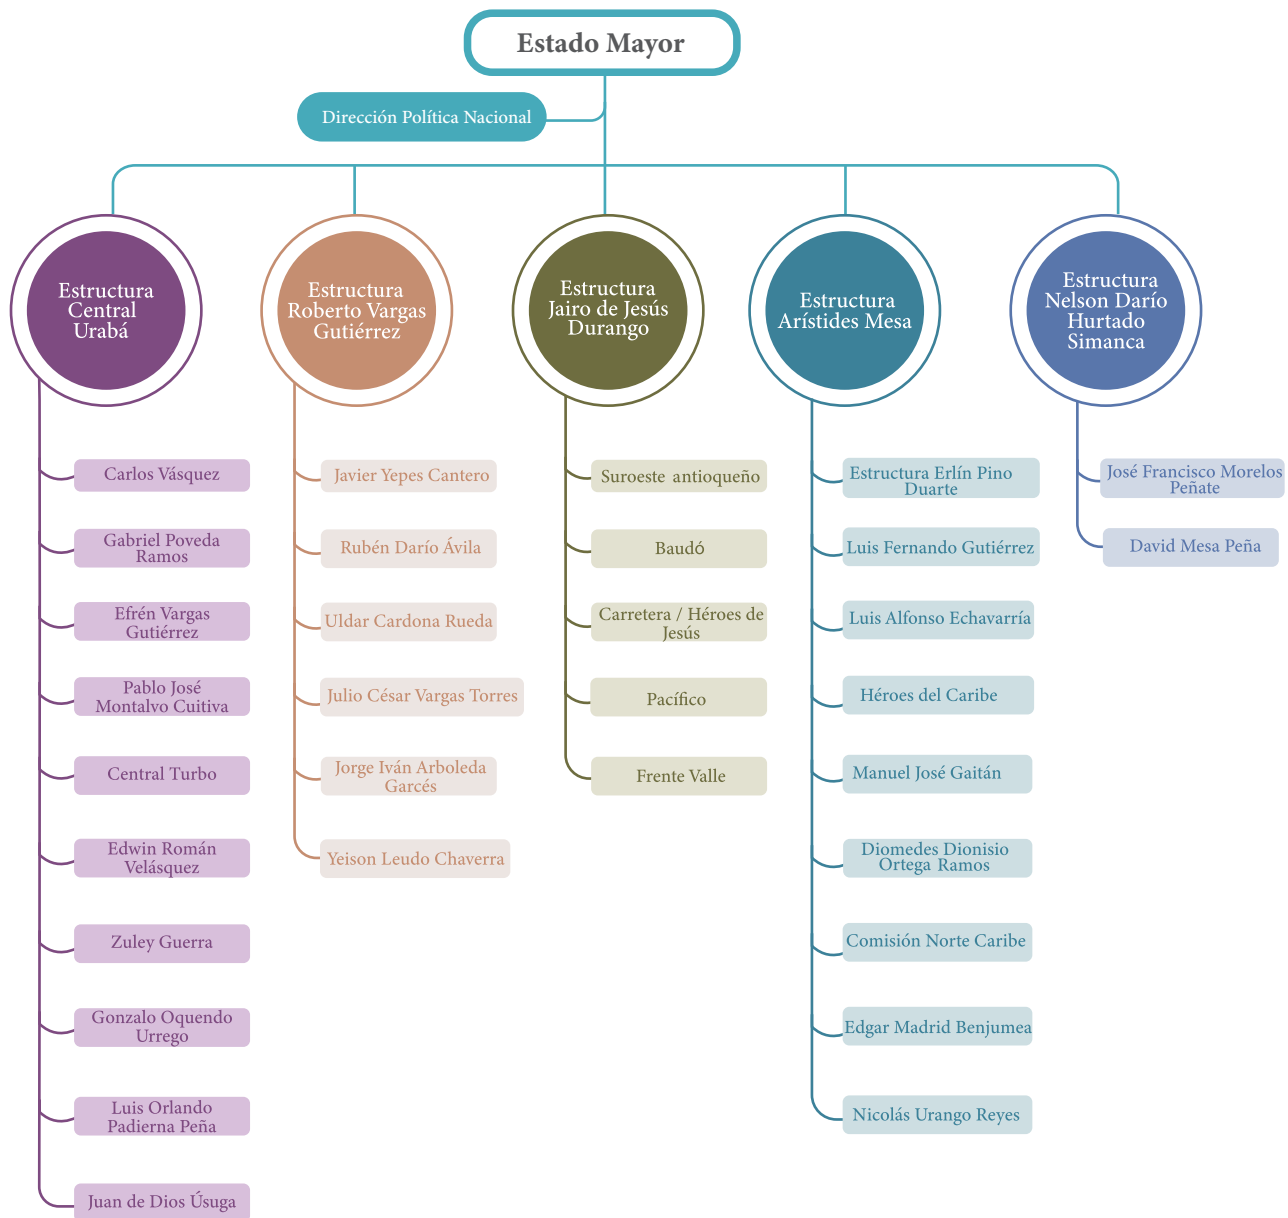 Estado Mayor
Dirección Política Nacional
Estructura
Central
Urabá
Estructura
Roberto Vargas
Gutiérrez
Estructura
Jairo de Jesús
Durango
Estructura
Arístides Mesa
Estructura
Nelson Darío
Hurtado
Simanca
Carlos Vásquez
Gabriel Poveda
Ramos
Efrén Vargas
Gutiérrez
Pablo José
Montalvo Cuitiva
Central Turbo
Edwin Román
Velásquez
Zuley Guerra
Gonzalo Oquendo
Urrego
Luis Orlando
Padierna Peña
Juan de Dios Úsuga
Javier Yepes Cantero
Rubén Darío Ávila
Uldar Cardona Rueda
Julio César Vargas Torres
Jorge Iván Arboleda
Garcés
Yeison Leudo Chaverra
Suroeste antioqueño
Baudó
Carretera / Héroes de
Jesús
Pacífico
Frente Valle
Estructura Erlín Pino
Duarte
Luis Fernando Gutiérrez
Luis Alfonso Echavarría
Héroes del Caribe
Manuel José Gaitán
Diomedes Dionisio
Ortega Ramos
Comisión Norte Caribe
Edgar Madrid Benjumea
Nicolás Urango Reyes
José Francisco Morelos
Peñate
David Mesa Peña